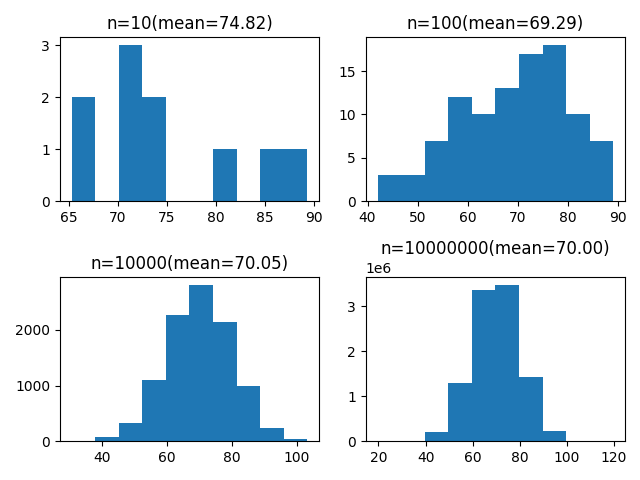 n=10(mean=74.82)
3
2
1
0
65 70 75 80 85 90
n=100(mean=69.29)
15
10
5
0
40 50 60 70 80 90
n=10000(mean=70.05)
2000
1000
0
40 60 80 100
n=10000000(mean=70.00)
1e6
3
2
1
0
20 40 60 80 100 120